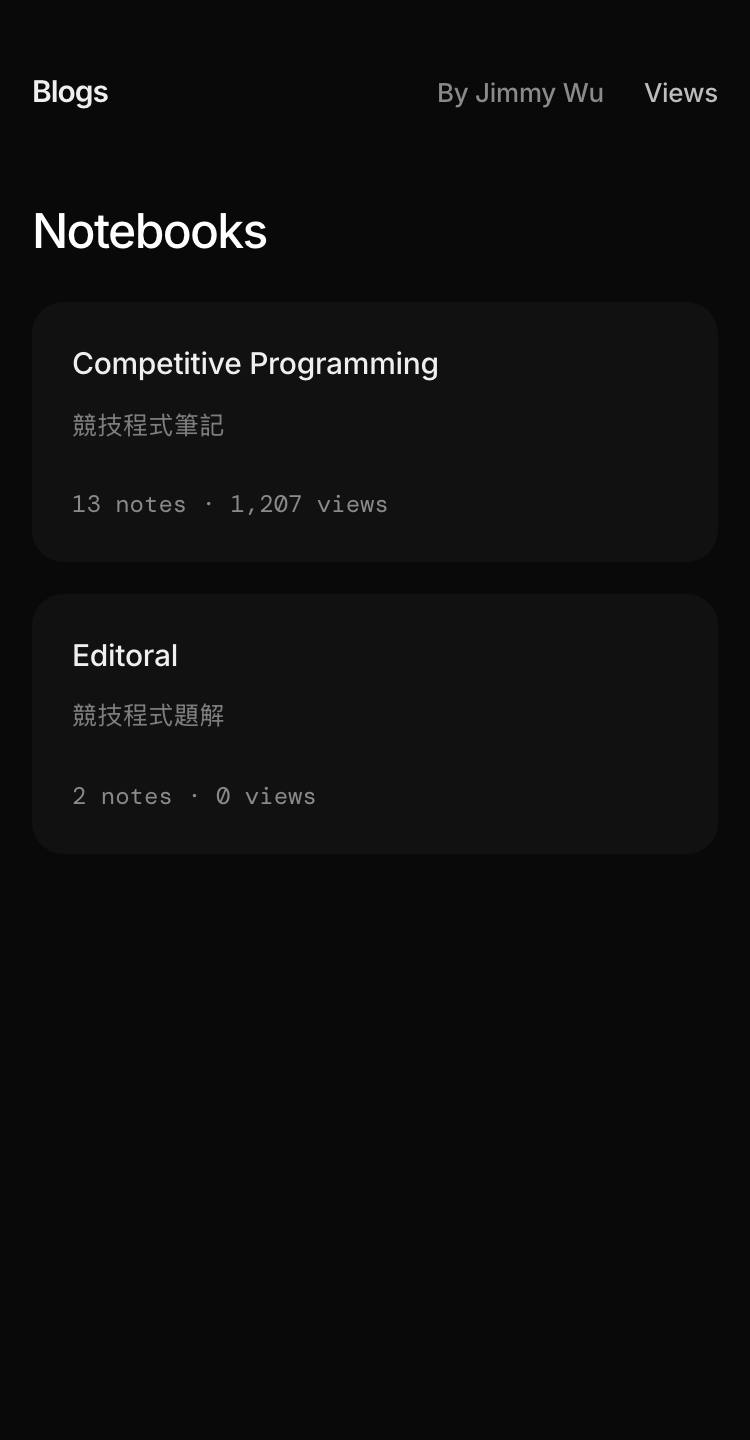 Blogs
By Jimmy Wu
Views
Notebooks
Competitive Programming
競技程式筆記
13 notes · 1,207 views
Editoral
競技程式題解
2 notes · 0 views